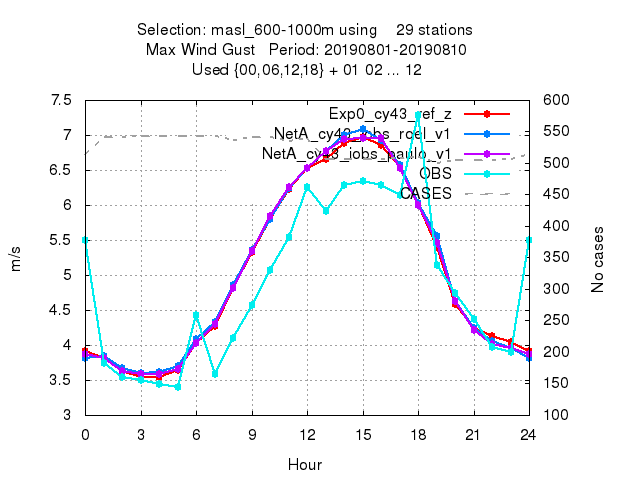 Selection: masl_600-1000m using 29 stations
Max Wind Gust Period: 20190801-20190810
Used {00,06,12,18} + 01 02 ... 12
7.5
7
6.5
6
5.5
5
4.5
4
3.5
3
m/s
600
550
500
450
400
350
300
250
200
150
100
No cases
Exp0_cy43_ref_z
NetA_cy43_iobs_rcel_v1
NetA_cy43_iobs_paulo_v1
OBS
CASES
0 3 6 9 12 15 18 21 24
Hour